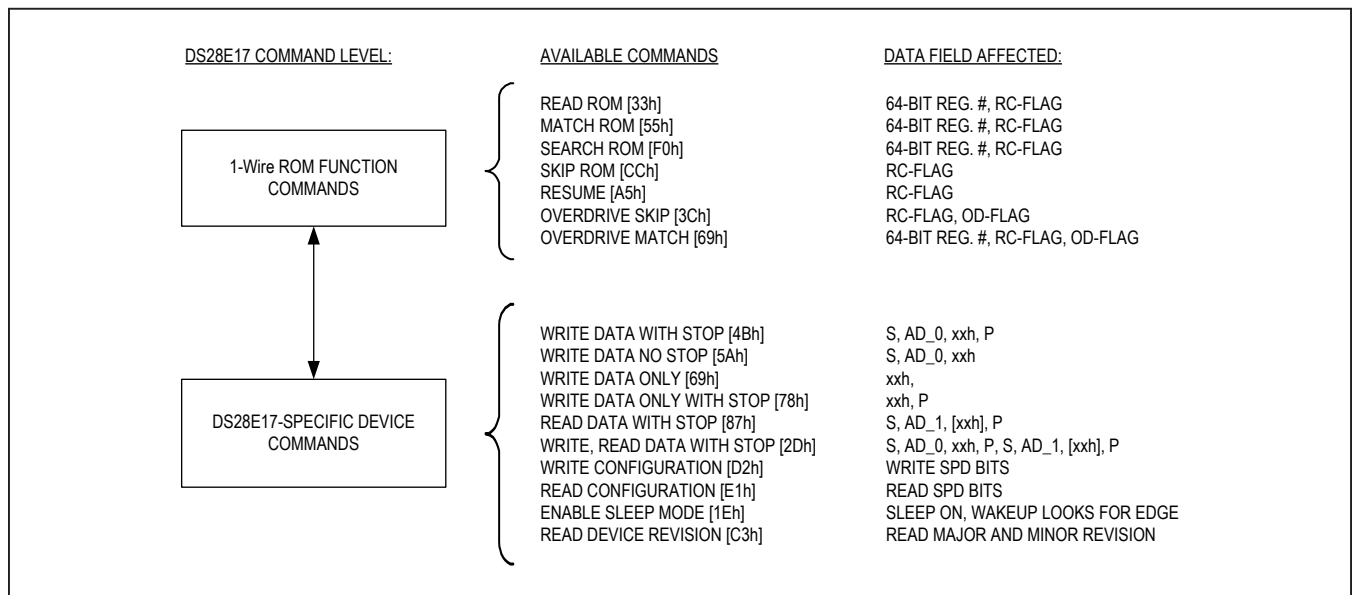 DS28E17 COMMAND LEVEL: AVAILABLE COMMANDS DATA FIELD AFFECTED:
1-Wire ROM FUNCTION
COMMANDS
READ ROM [33h] 64-BIT REG. #, RC-FLAG
MATCH ROM [55h] 64-BIT REG. #, RC-FLAG
SEARCH ROM [F0h] 64-BIT REG. #, RC-FLAG
SKIP ROM [CCh] RC-FLAG
RESUME [A5h] RC-FLAG
OVERDRIVE SKIP [3Ch] RC-FLAG, OD-FLAG
OVERDRIVE MATCH [69h] 64-BIT REG. #, RC-FLAG, OD-FLAG
DS28E17-SPECIFIC DEVICE
COMMANDS
WRITE DATA WITH STOP [4Bh] S, AD_0, xxh, P
WRITE DATA NO STOP [5Ah] S, AD_0, xxh
WRITE DATA ONLY [69h] xxh,
WRITE DATA ONLY WITH STOP [78h] xxh, P
READ DATA WITH STOP [87h] S, AD_1, [xxh], P
WRITE, READ DATA WITH STOP [2Dh] S, AD_0, xxh, P, S, AD_1, [xxh], P
WRITE CONFIGURATION [D2h] WRITE SPD BITS
READ CONFIGURATION [E1h] READ SPD BITS
ENABLE SLEEP MODE [1Eh] SLEEP ON, WAKEUP LOOKS FOR EDGE
READ DEVICE REVISION [C3h] READ MAJOR AND MINOR REVISION